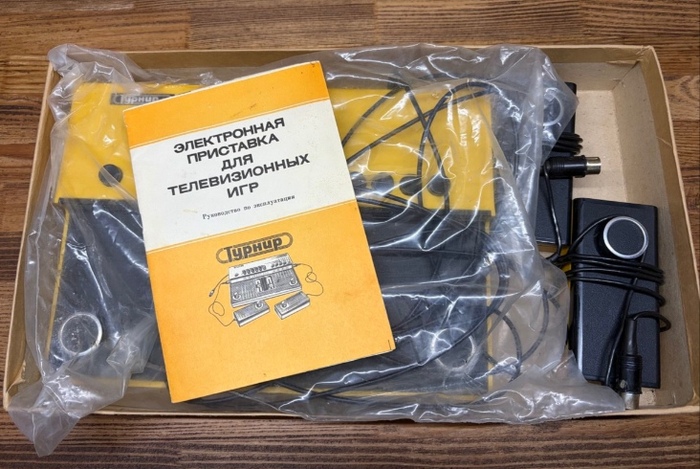 Турнир
ЭЛЕКТРОННАЯ
ПРИСТАВКА
ДЛЯ
ТЕЛЕВИЗИОННЫХ
ИГР
Руководство по эксплуатации
Турнир